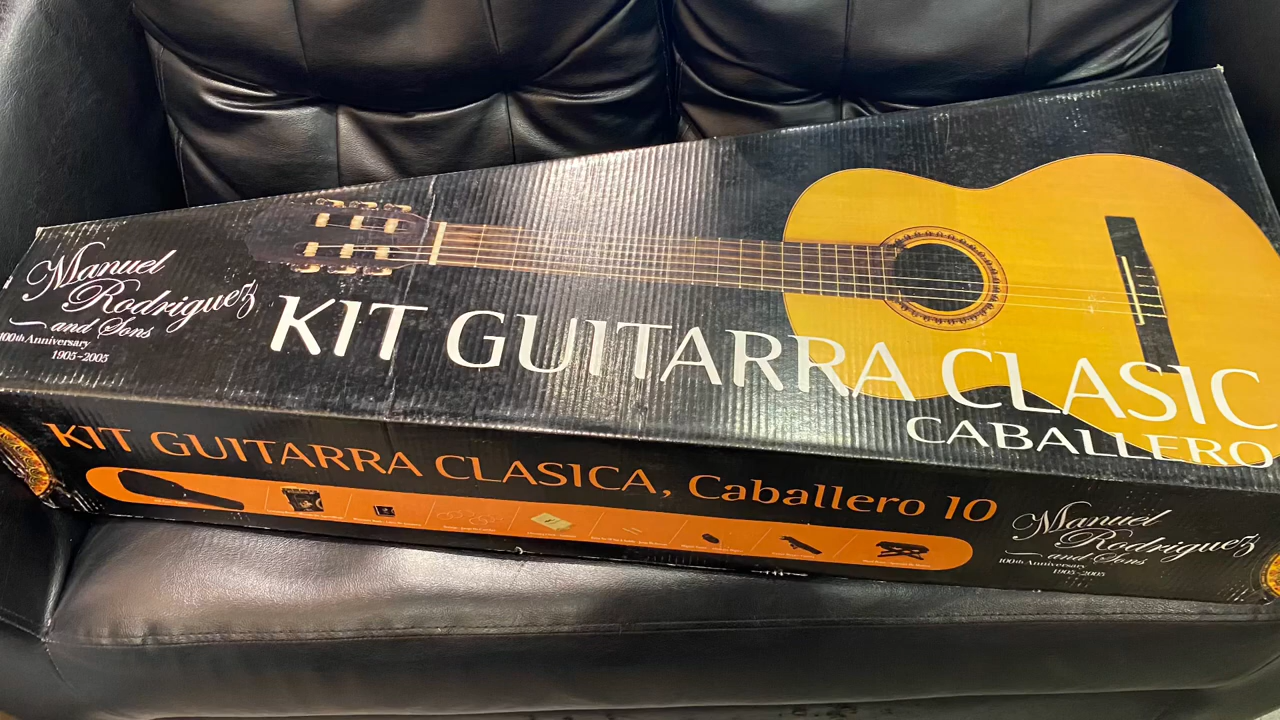 Manuel
Rodriguez
and Sons
100th Anniversary
1905-2005
KIT GUITARRA CLASIC
CABALLERO
KIT GUITARRA CLASICA, Caballero 10
Manuel
Rodriguez
and Sons
100th Anniversary
1905-2005